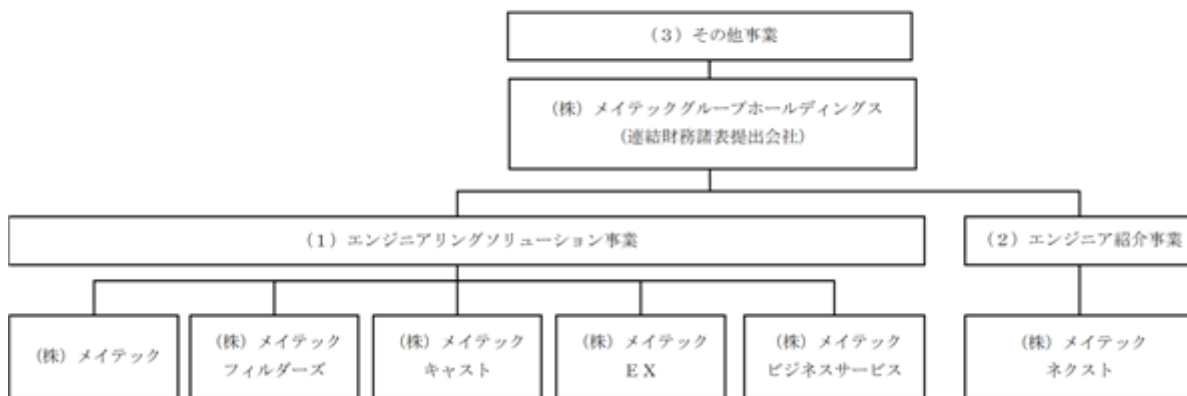 (３) その他事業
(株) メイテックグループホールディングス
(連結財務諸表提出会社)
(１) エンジニアリングソリューション事業
(２) エンジニア紹介事業
(株) メイテック
(株) メイテック
フィルダーズ
(株) メイテック
キャスト
(株) メイテック
ＥＸ
(株) メイテック
ビジネスサービス
(株) メイテック
ネクスト